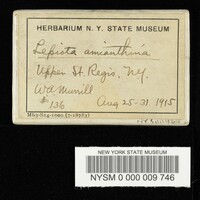 HERBARIUM N. Y. STATE MUSEUM
Lepista amianthina
Upper St. Regis, N.Y.
W A Murrill
#136 Aug 25-31 1915
NEW YORK STATE MUSEUM
NYSM 0 000 009 746